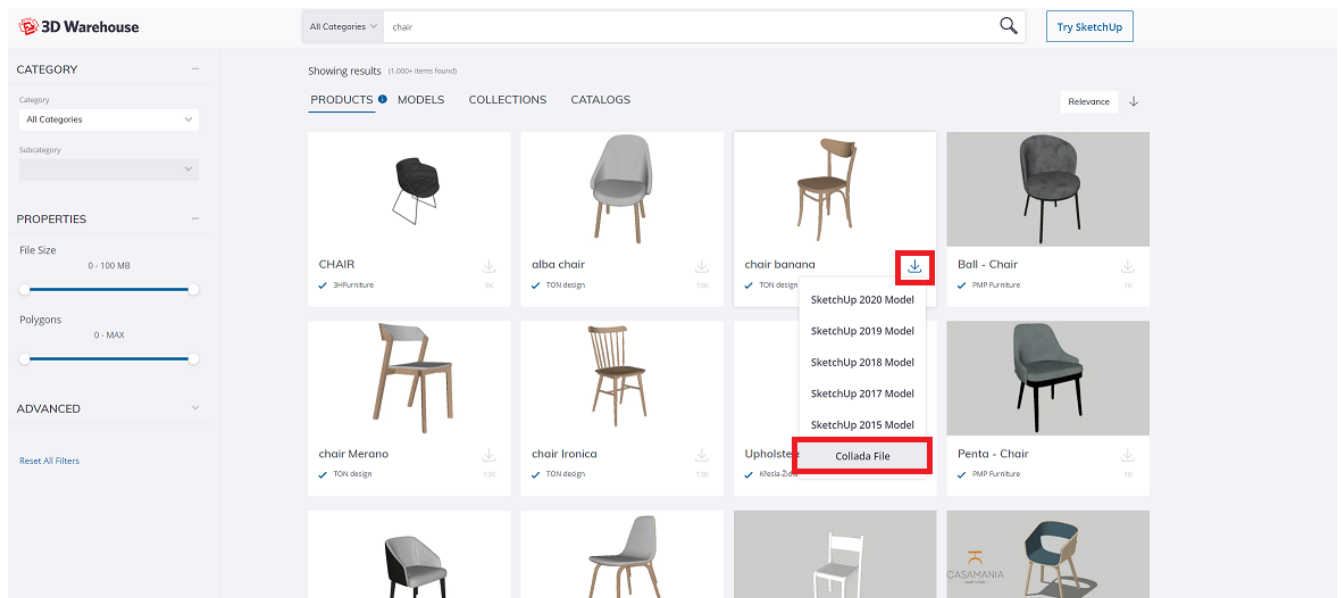 3D Warehouse
All Categories
chair
Try SketchUp
CATEGORY
Category
All Categories
Subcategory
PROPERTIES
File Size
0 - 100 MB
Polygons
0 - MAX
ADVANCED
Reset All Filters
Showing results (1.000+ items found)
PRODUCTS MODELS COLLECTIONS CATALOGS
Relevance
CHAIR
3HFurniture
9K
alba chair
TON design
10K
chair banana
TON design
Ball - Chair
PMP Furniture
1K
SketchUp 2020 Model
SketchUp 2019 Model
SketchUp 2018 Model
SketchUp 2017 Model
SketchUp 2015 Model
Collada File
chair Merano
TON design
13K
chair Ironica
TON design
13K
Upholste
Penta - Chair
PMP Furniture
1K
CASAMANIA